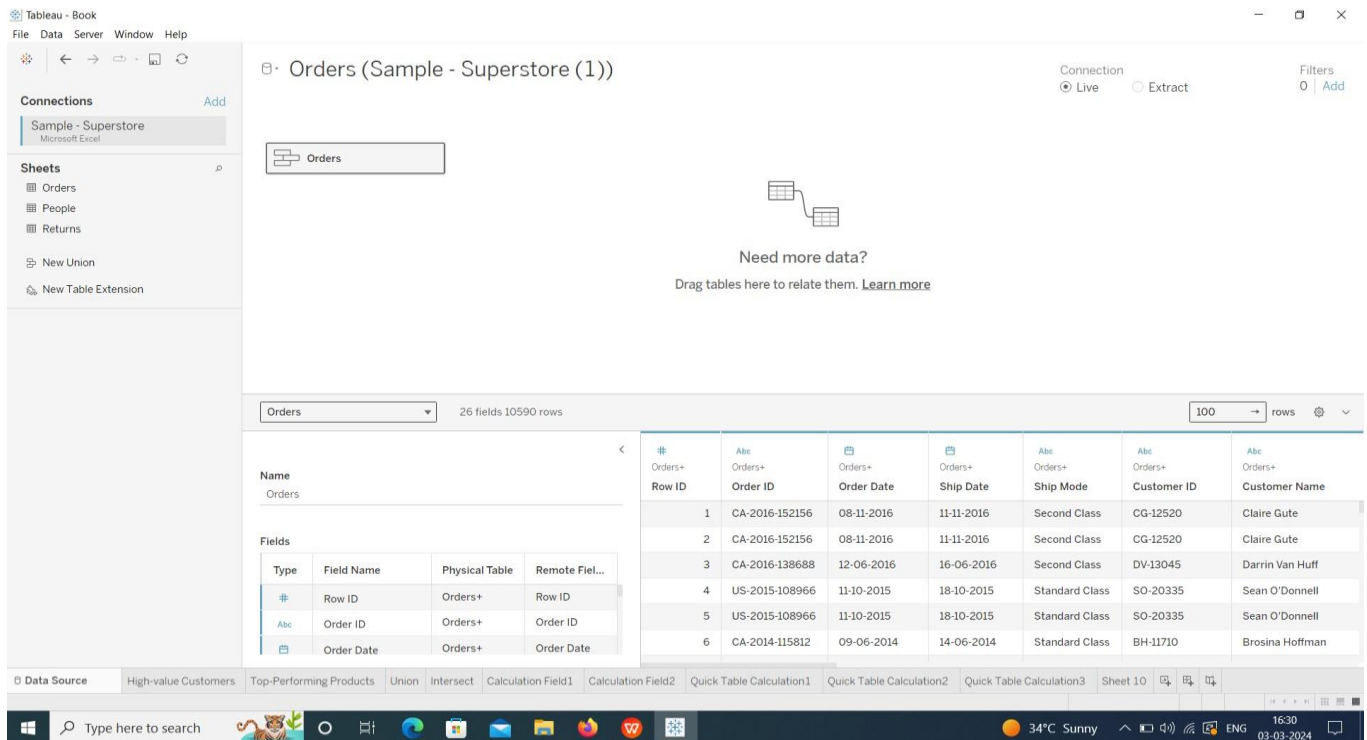 Tableau - Book
File Data Server Window Help
Connections Add
Sample - Superstore
Microsoft Excel
Sheets
Orders
People
Returns
New Union
New Table Extension
Orders (Sample - Superstore (1))
Connection
Live Extract
Filters
0 Add
Orders
Need more data?
Drag tables here to relate them. Learn more
Orders 26 fields 10590 rows 100 → rows
Name
Orders
Fields
Type Field Name Physical Table Remote Fiel...
# Row ID Orders+ Row ID
Abc Order ID Orders+ Order ID
Order Date Orders+ Order Date
# Abc Abc Abc Abc
Orders+ Orders+ Orders+ Orders+ Orders+ Orders+ Orders+
Row ID Order ID Order Date Ship Date Ship Mode Customer ID Customer Name
1 CA-2016-152156 08-11-2016 11-11-2016 Second Class CG-12520 Claire Gute
2 CA-2016-152156 08-11-2016 11-11-2016 Second Class CG-12520 Claire Gute
3 CA-2016-138688 12-06-2016 16-06-2016 Second Class DV-13045 Darrin Van Huff
4 US-2015-108966 11-10-2015 18-10-2015 Standard Class SO-20335 Sean O'Donnell
5 US-2015-108966 11-10-2015 18-10-2015 Standard Class SO-20335 Sean O'Donnell
6 CA-2014-115812 09-06-2014 14-06-2014 Standard Class BH-11710 Brosina Hoffman
Data Source High-value Customers Top-Performing Products Union Intersect Calculation Field1 Calculation Field2 Quick Table Calculation1 Quick Table Calculation2 Quick Table Calculation3 Sheet 10
Type here to search
34°C Sunny ENG 16:30
03-03-2024